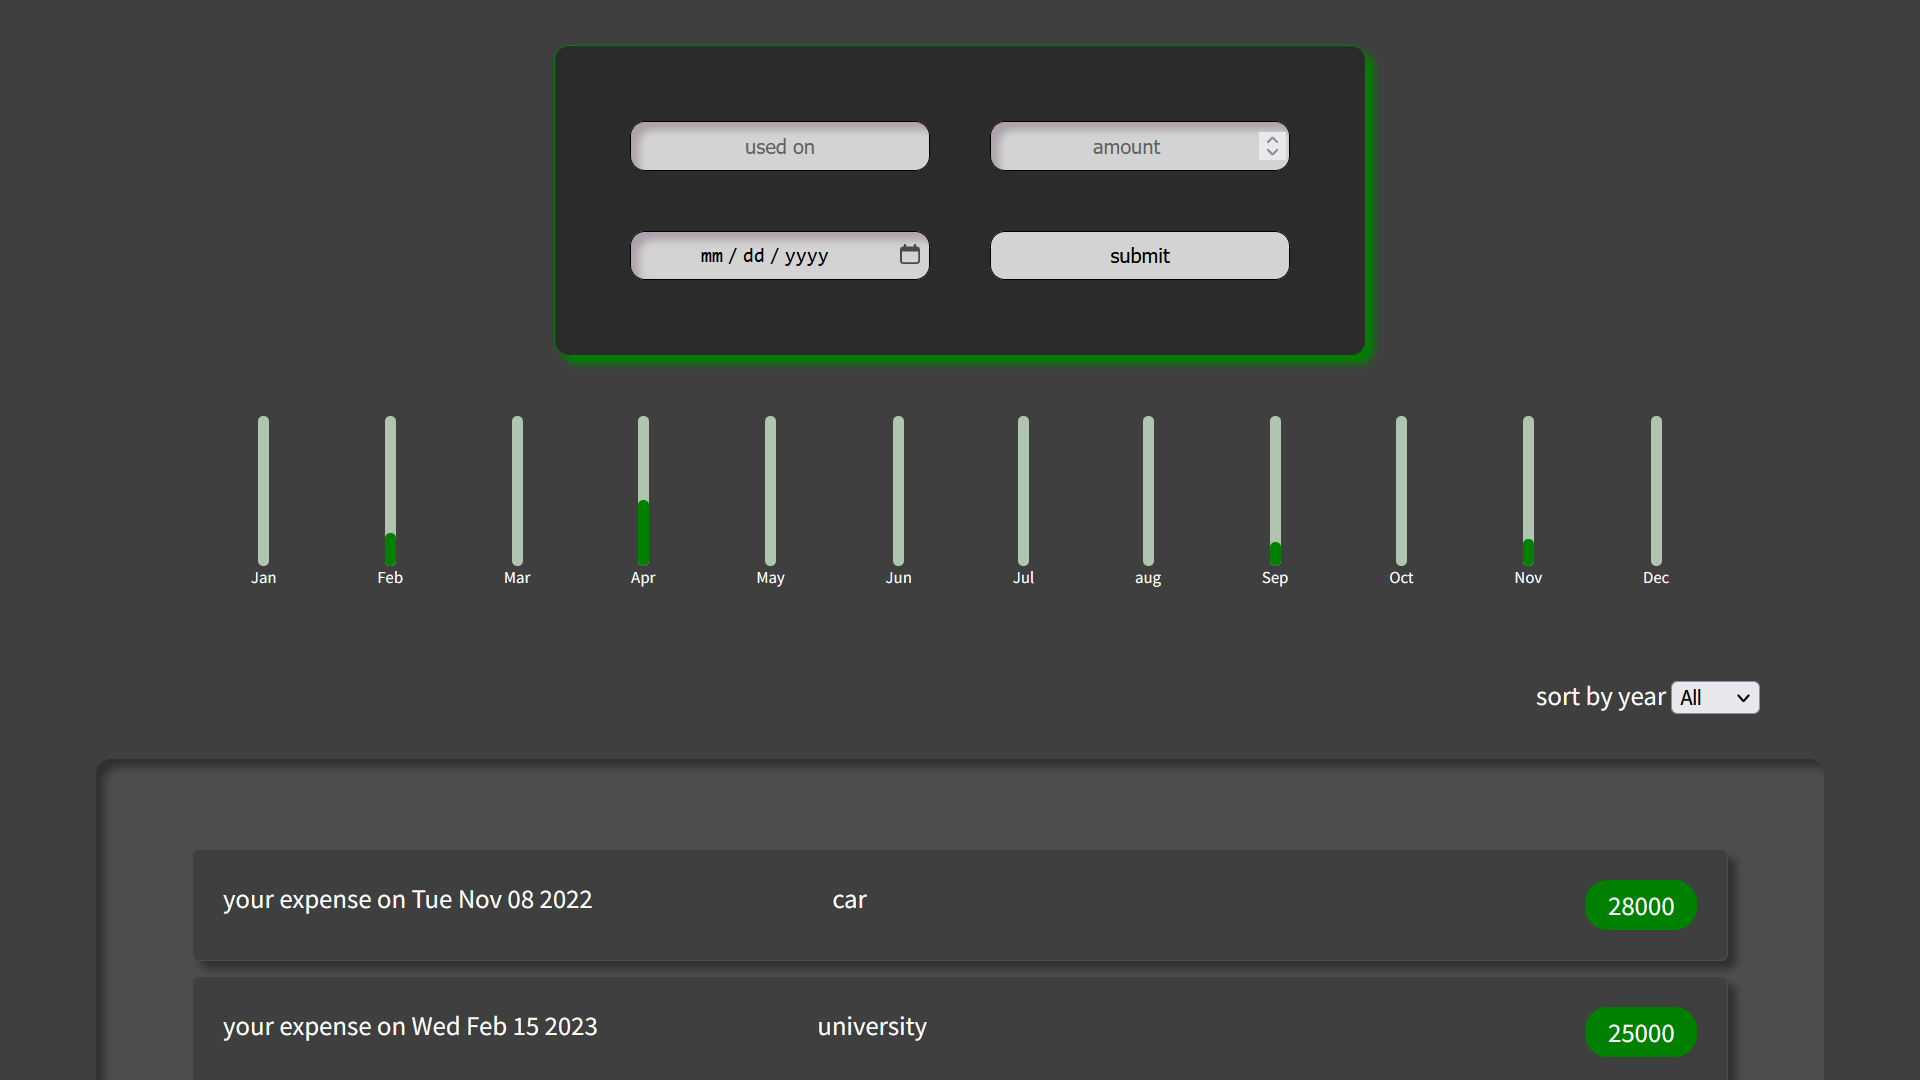 used on
amount
mm / dd / yyyy
submit
Jan Feb Mar Apr May Jun Jul aug Sep Oct Nov Dec
sort by year All
your expense on Tue Nov 08 2022 car 28000
your expense on Wed Feb 15 2023 university 25000